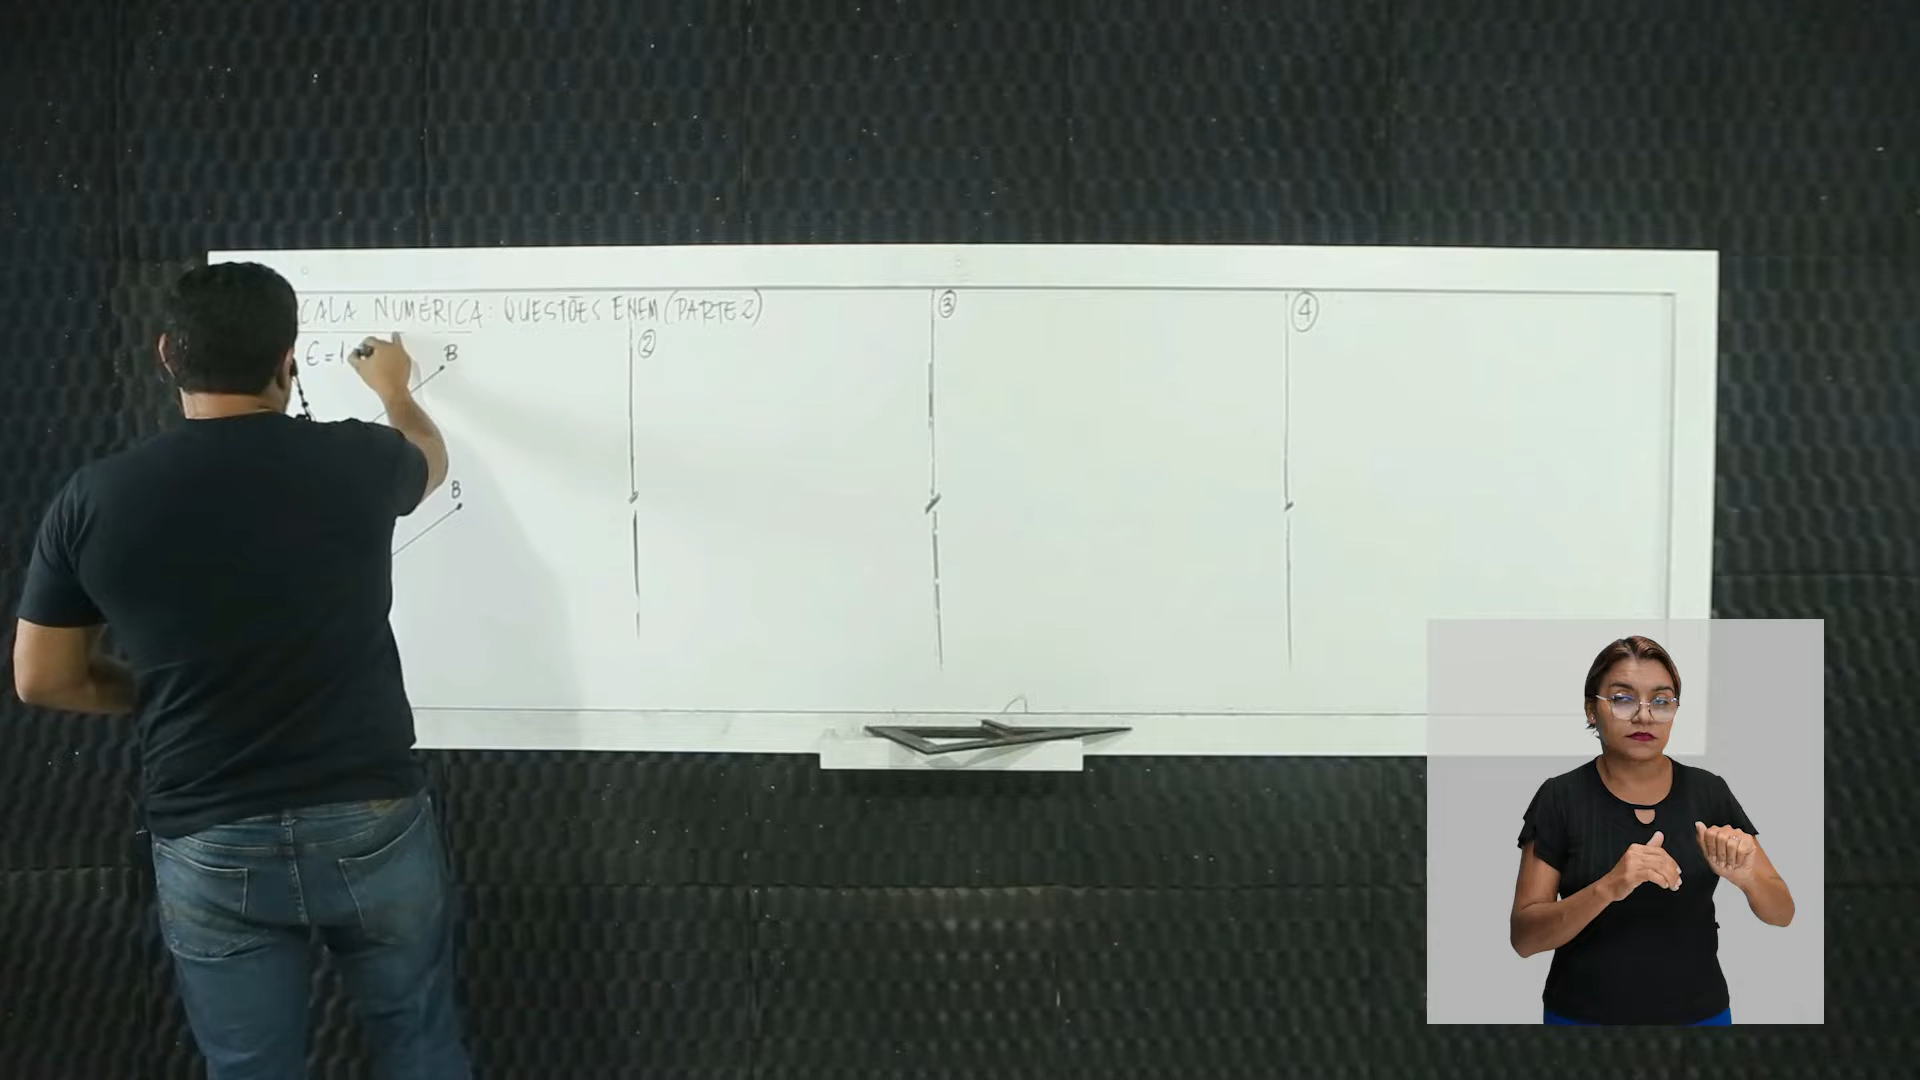 CALA NUMÉRICA: QUESTÕES ENEM (PARTE 2)
E = 1
B
B
2
3
4